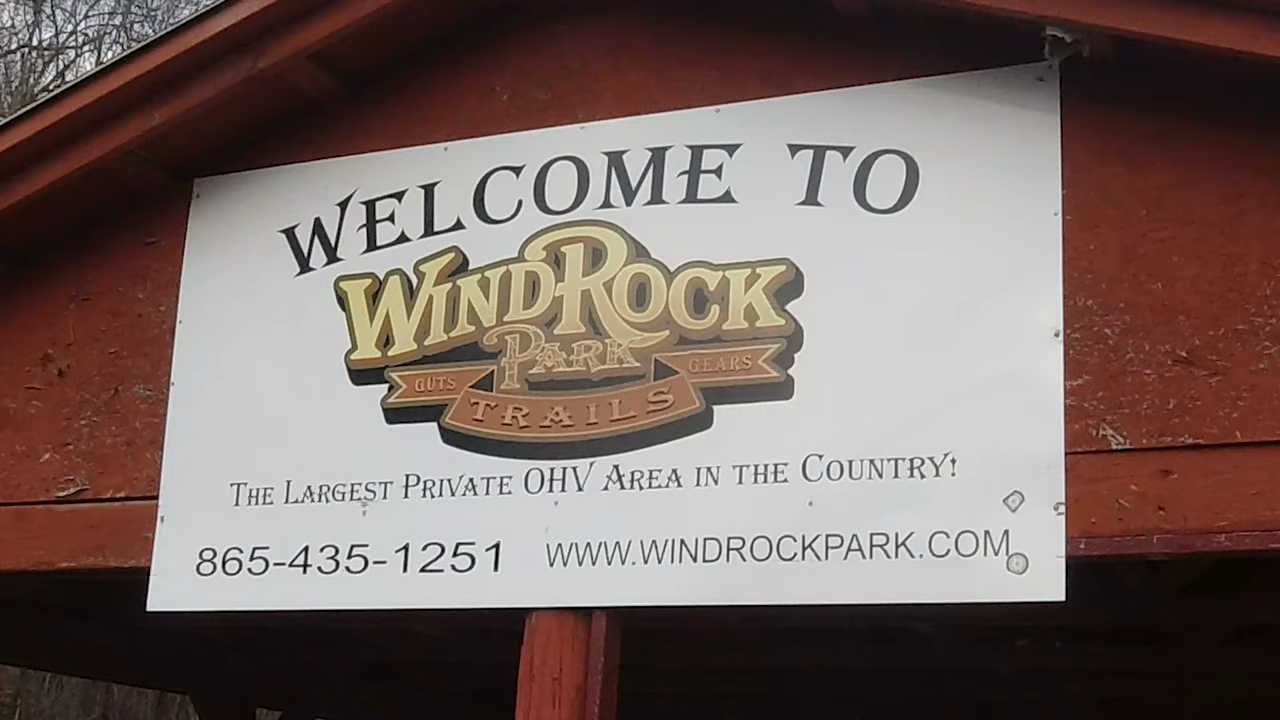 WELCOME TO
WINDROCK
PARK
GUTS GEARS
TRAILS
THE LARGEST PRIVATE OHV AREA IN THE COUNTRY!
865-435-1251 WWW.WINDROCKPARK.COM